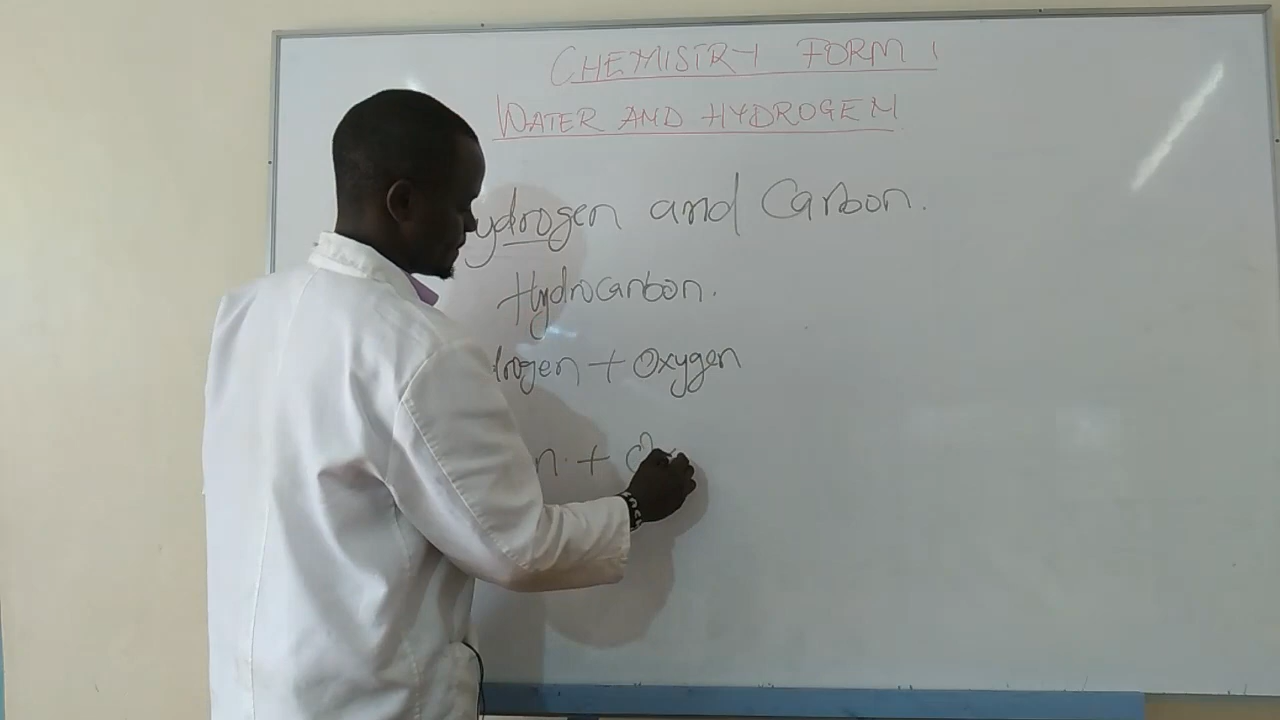 CHEMISTRY FORM 1
WATER AND HYDROGEN
ydrogen and Carbon.
Hydrocarbon.
drogen + Oxygen
n. +